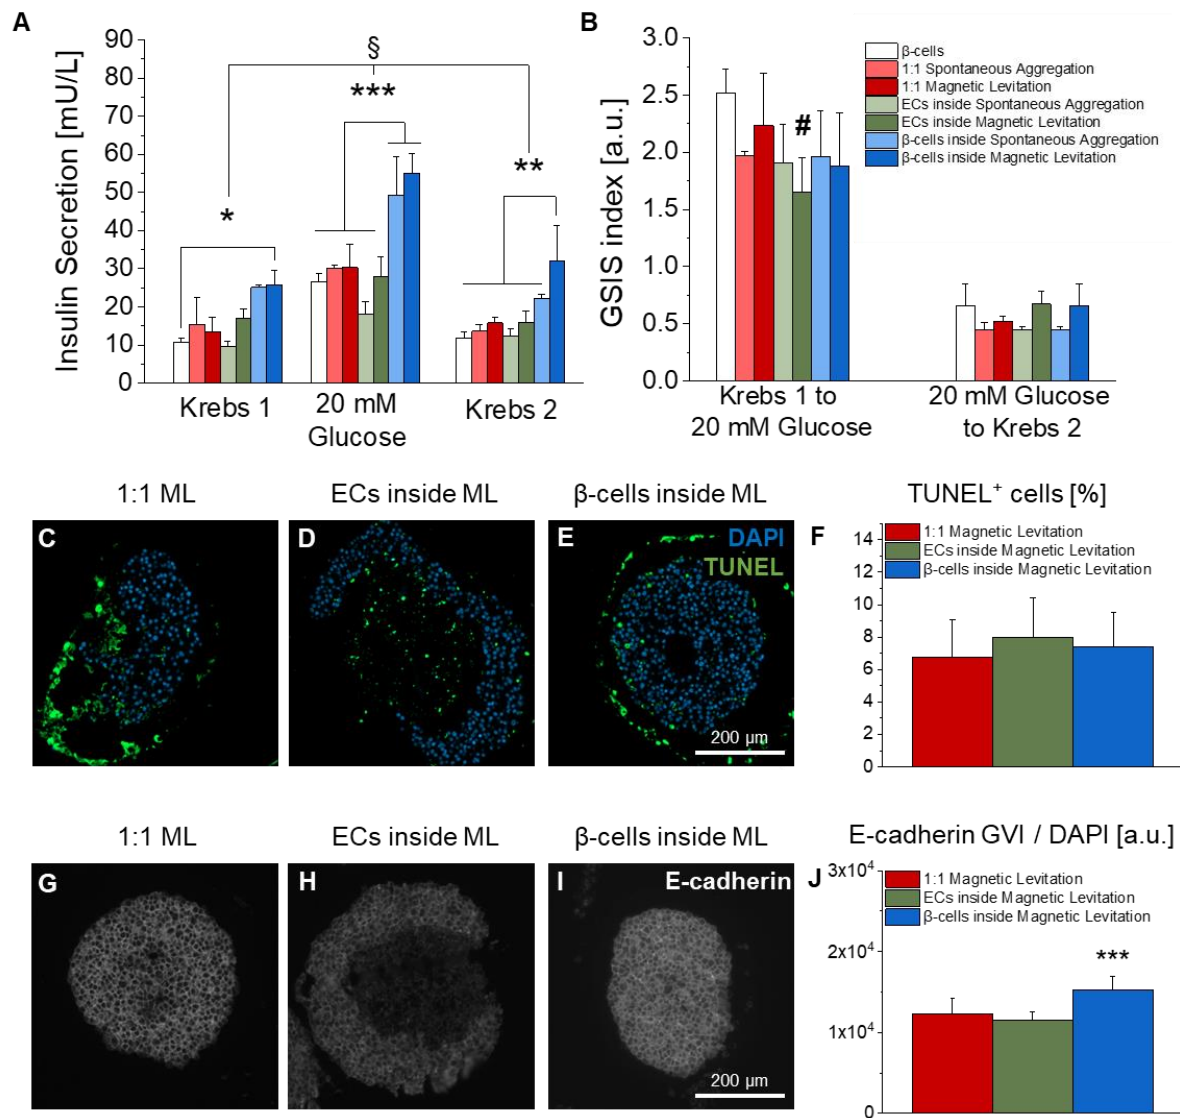 A
Insulin Secretion [mU/L]
90
80
70
60
50
40
30
20
10
0
§
***
**
*
Krebs 1
20 mM
Glucose
Krebs 2
B
GSIS index [a.u.]
3.0
2.5
2.0
1.5
1.0
0.5
0.0
#
β-cells
1:1 Spontaneous Aggregation
1:1 Magnetic Levitation
ECs inside Spontaneous Aggregation
ECs inside Magnetic Levitation
β-cells inside Spontaneous Aggregation
β-cells inside Magnetic Levitation
Krebs 1 to
20 mM Glucose
20 mM Glucose
to Krebs 2
1:1 ML
ECs inside ML
β-cells inside ML
TUNEL⁺ cells [%]
C
D
E
DAPI
TUNEL
200 μm
F
14
12
10
8
6
4
2
0
1:1 Magnetic Levitation
ECs inside Magnetic Levitation
β-cells inside Magnetic Levitation
1:1 ML
ECs inside ML
β-cells inside ML
E-cadherin GVI / DAPI [a.u.]
G
H
I
E-cadherin
200 μm
J
3x10⁴
2x10⁴
1x10⁴
0
1:1 Magnetic Levitation
ECs inside Magnetic Levitation
β-cells inside Magnetic Levitation
***